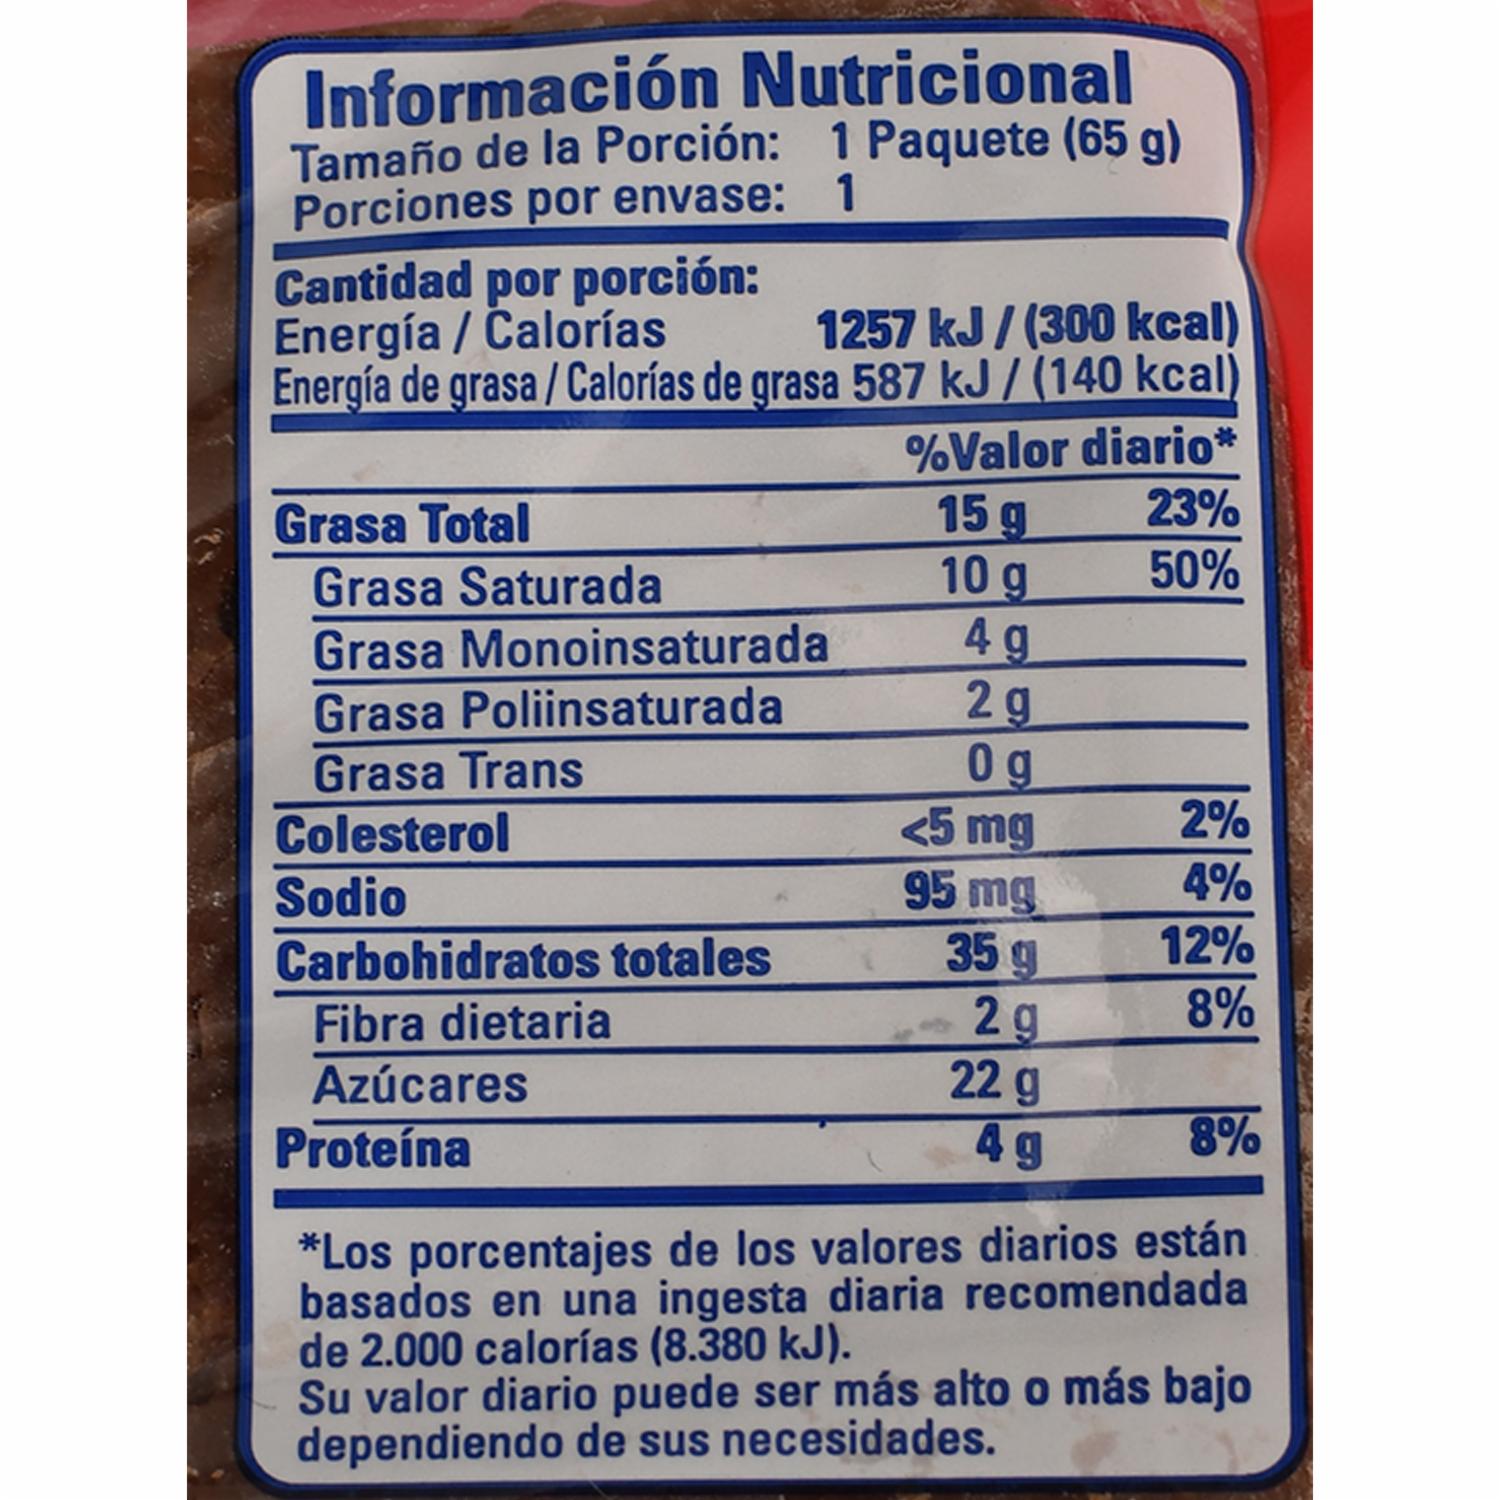 Información Nutricional
Tamaño de la Porción: 1 Paquete (65 g)
Porciones por envase: 1
Cantidad por porción:
Energía / Calorías 1257 kJ / (300 kcal)
Energía de grasa / Calorías de grasa 587 kJ / (140 kcal)
%Valor diario*
Grasa Total 15 g 23%
Grasa Saturada 10 g 50%
Grasa Monoinsaturada 4 g
Grasa Poliinsaturada 2 g
Grasa Trans 0 g
Colesterol <5 mg 2%
Sodio 95 mg 4%
Carbohidratos totales 35 g 12%
Fibra dietaria 2 g 8%
Azúcares 22 g
Proteína 4 g 8%
*Los porcentajes de los valores diarios están
basados en una ingesta diaria recomendada
de 2.000 calorías (8.380 kJ).
Su valor diario puede ser más alto o más bajo
dependiendo de sus necesidades.